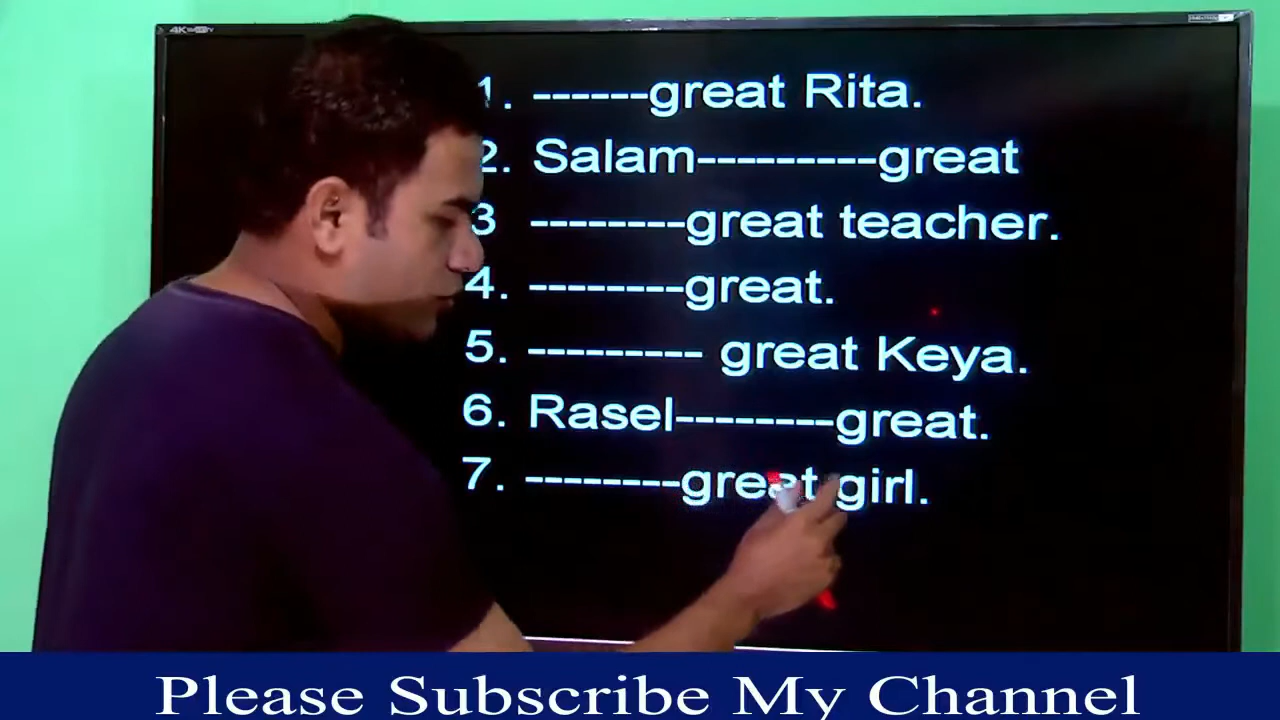 4K
1. ------great Rita.
2. Salam---------great
3 --------great teacher.
4. --------great.
5. --------- great Keya.
6. Rasel--------great.
7. --------great girl.
Please Subscribe My Channel